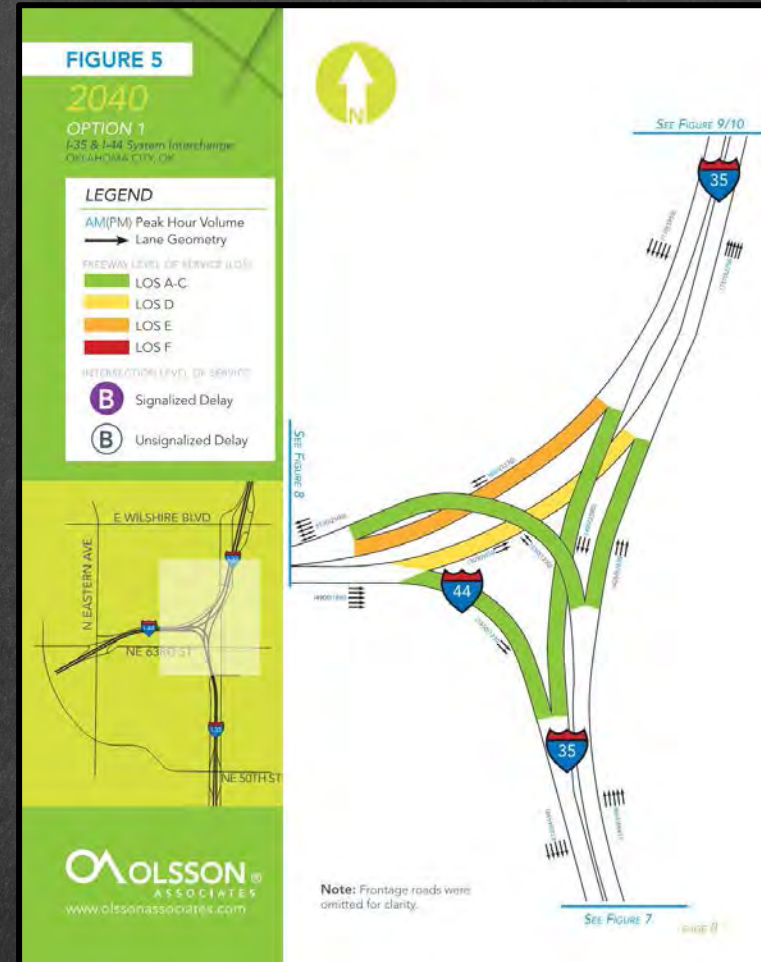 FIGURE 5
2040
OPTION 1
I-35 & I-44 System Interchange
OKLAHOMA CITY, OK
LEGEND
AM(PM) Peak Hour Volume
Lane Geometry
FREEWAY LEVEL OF SERVICE (LOS)
LOS A-C
LOS D
LOS E
LOS F
INTERSECTION LEVEL OF SERVICE
B Signalized Delay
B Unsignalized Delay
N
SEE FIGURE 9/10
35
SEE FIGURE 8
44
35
SEE FIGURE 7
E WILSHIRE BLVD
N EASTERN AVE
NE 63RD ST
NE 50TH ST
OA OLSSON ®
ASSOCIATES
www.olssonassociates.com
Note: Frontage roads were
omitted for clarity.
PAGE 8